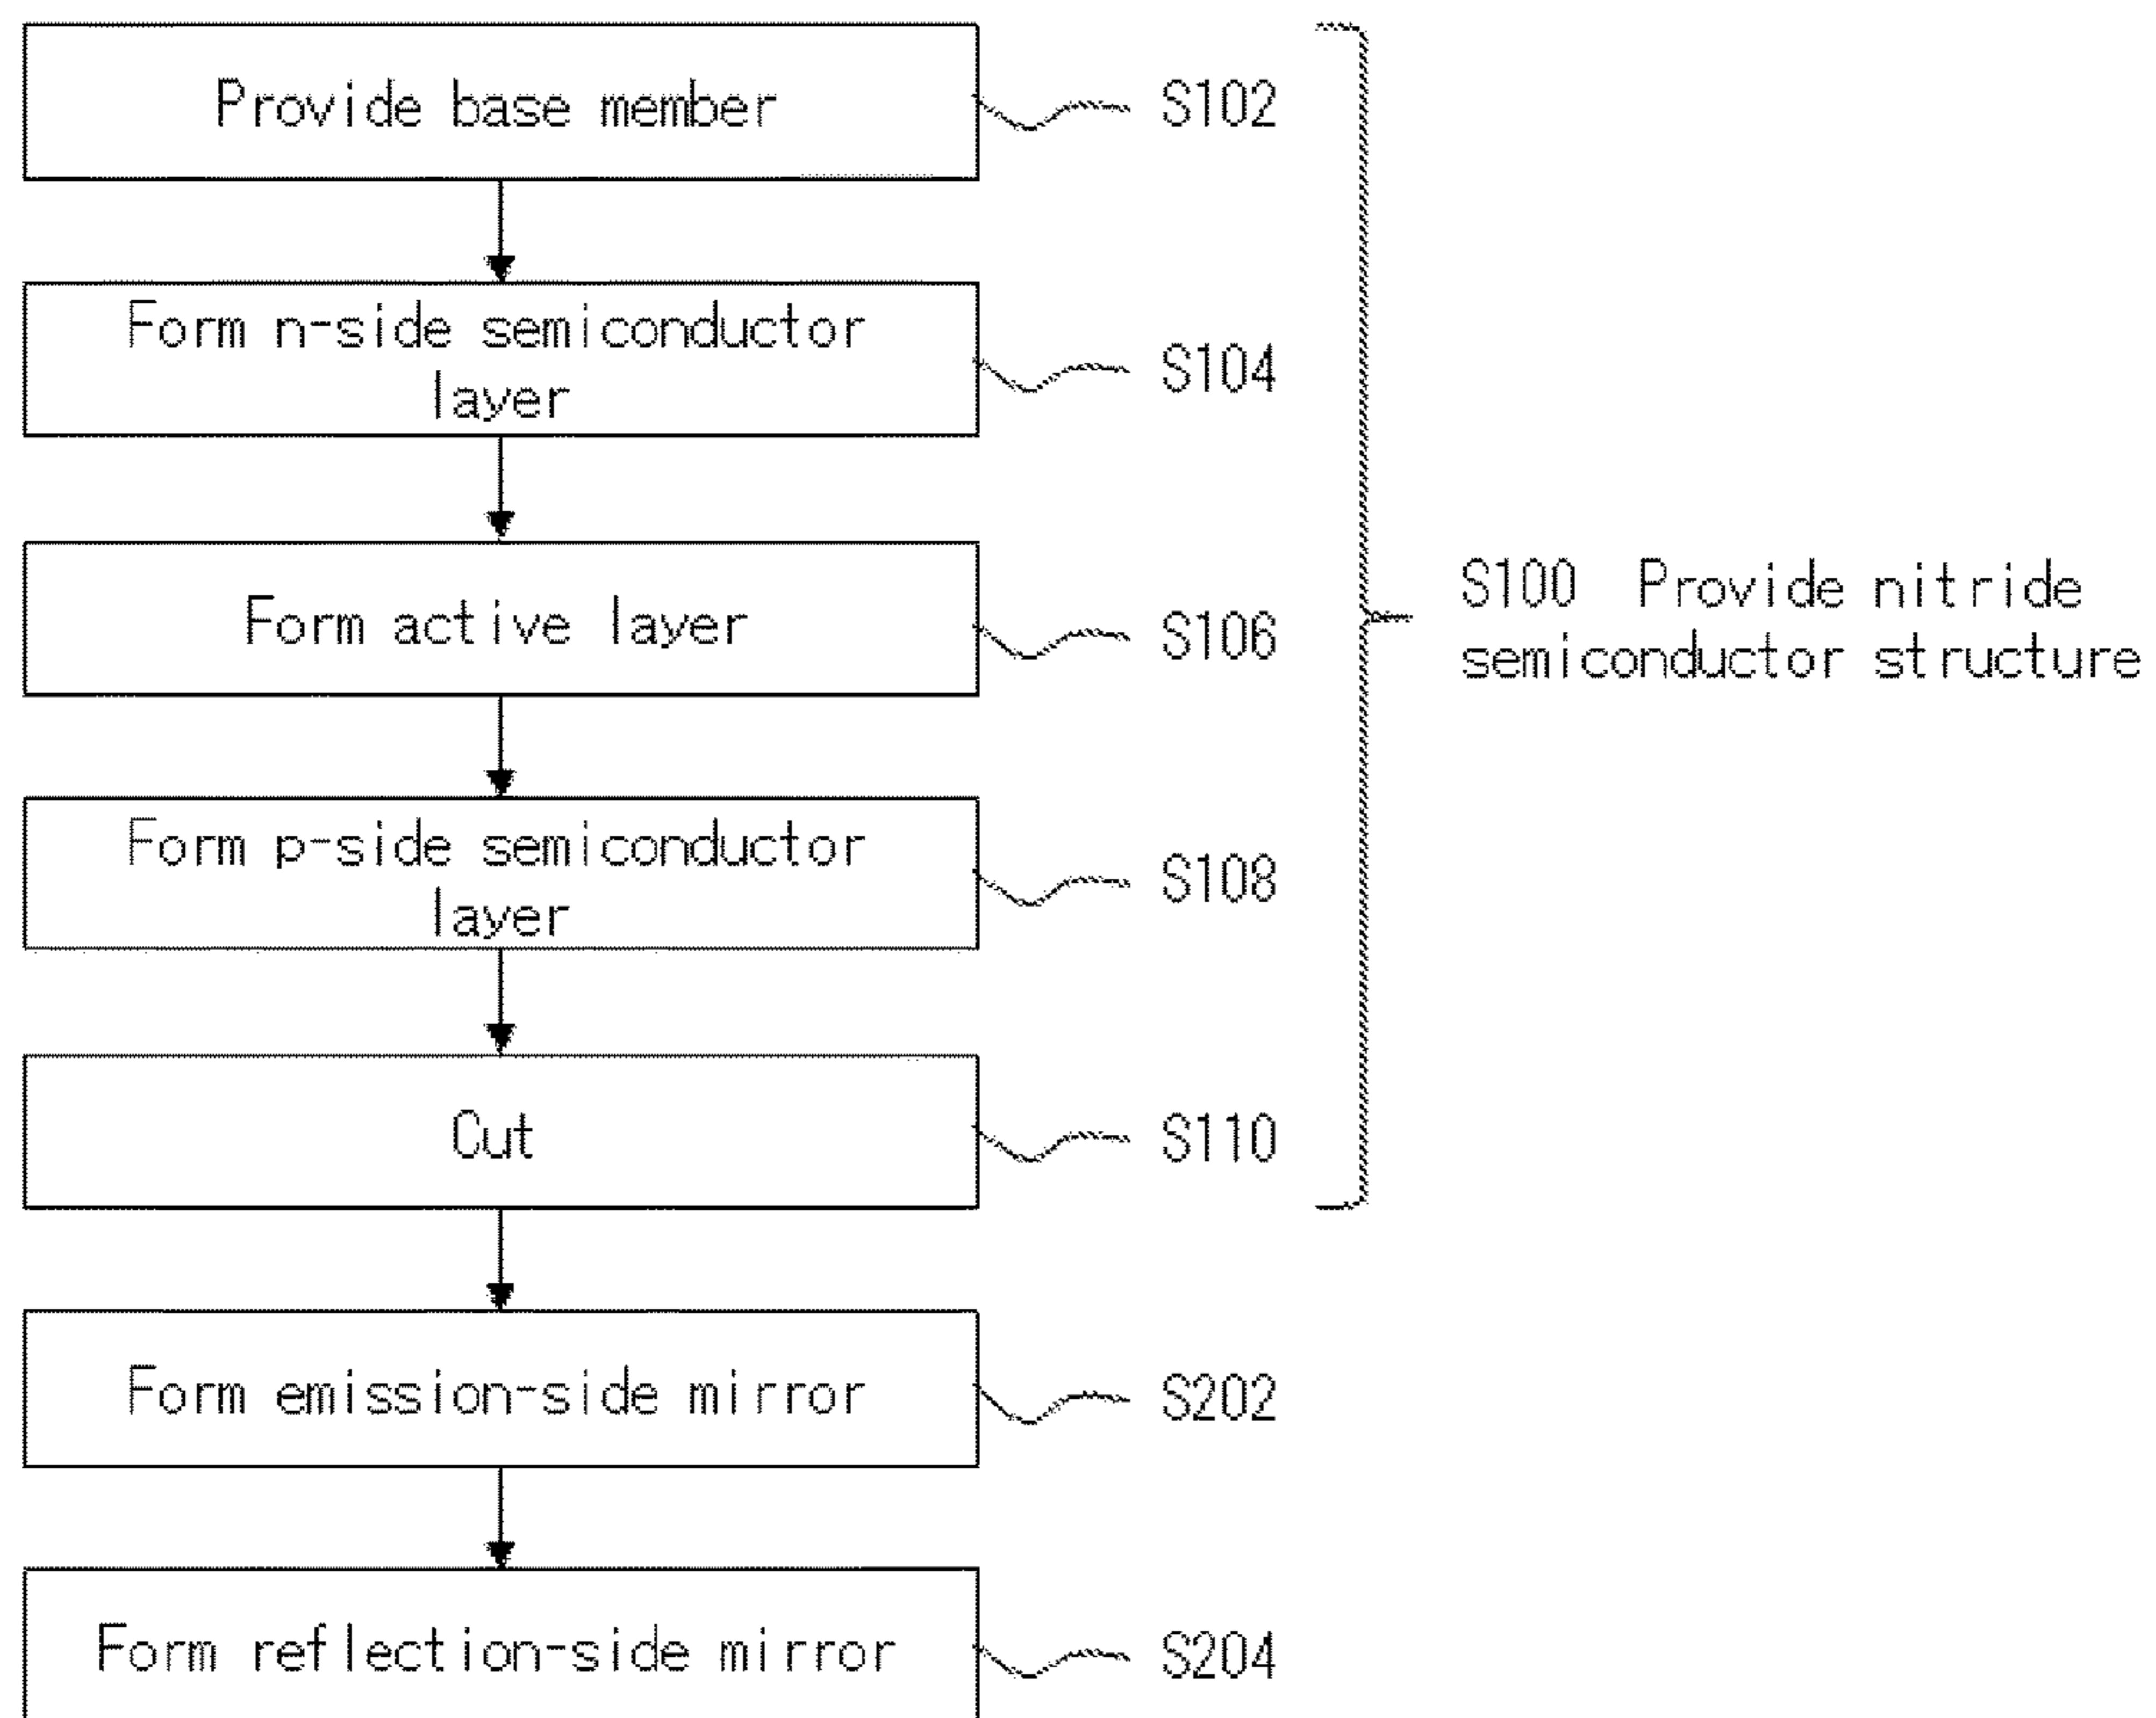 Provide base member
S102
Form n-side semiconductor
layer
S104
Form active layer
S106
S100 Provide nitride
semiconductor structure
Form p-side semiconductor
layer
S108
Cut
S110
Form emission-side mirror
S202
Form reflection-side mirror
S204